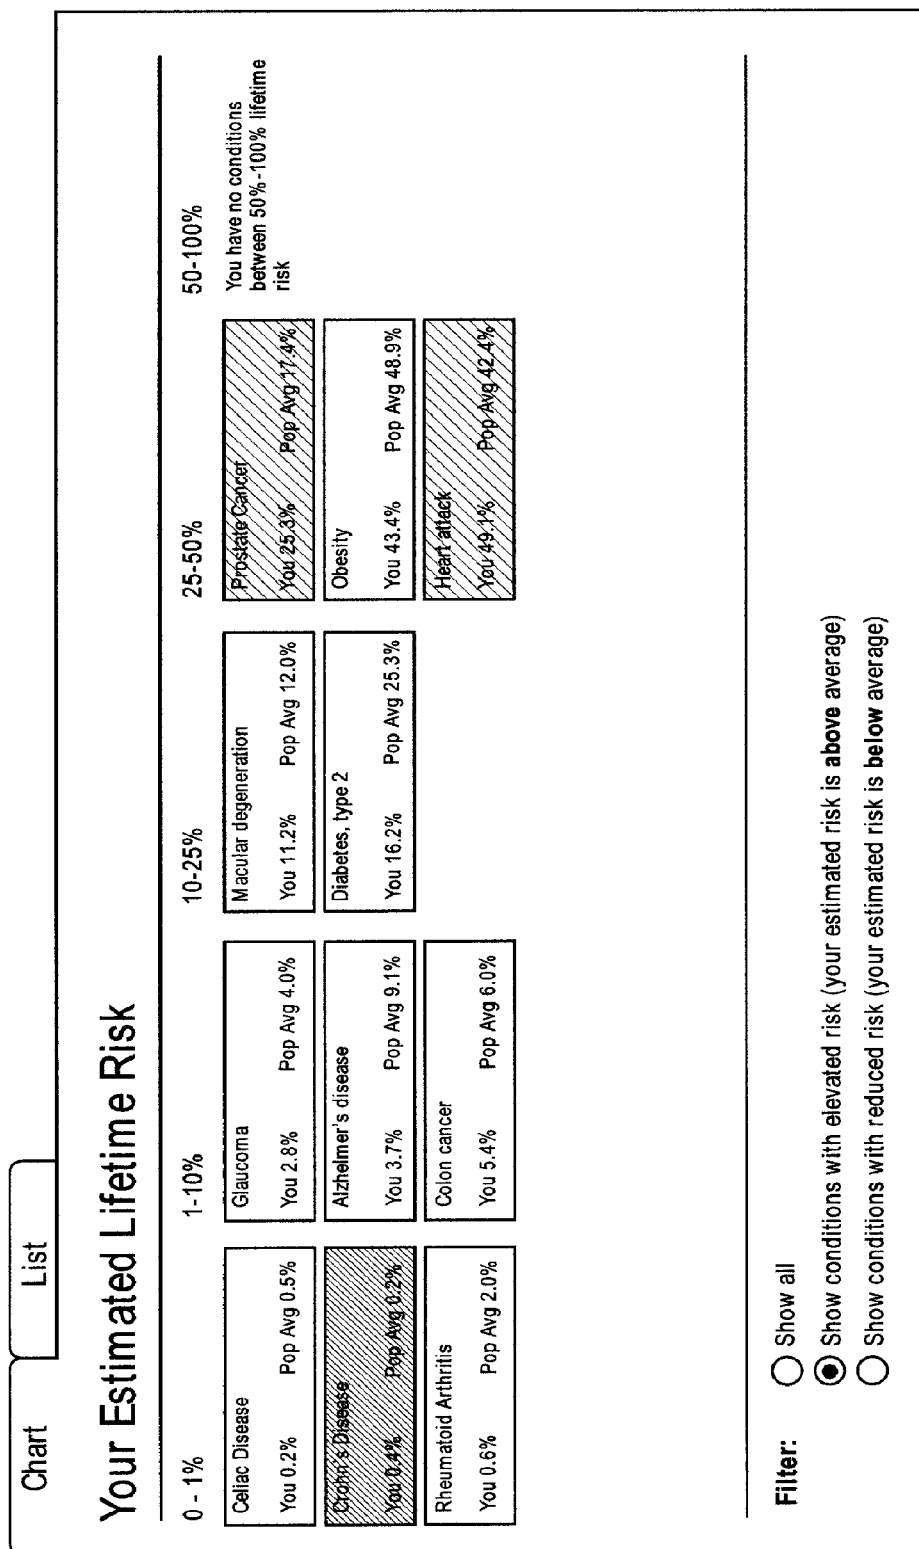 Chart
List
Your Estimated Lifetime Risk
0 - 1%
Celiac Disease
You 0.2% Pop Avg 0.5%
Crohn's Disease
You 0.4% Pop Avg 0.2%
Rheumatoid Arthritis
You 0.6% Pop Avg 2.0%
1-10%
Glaucoma
You 2.8% Pop Avg 4.0%
Alzheimer's disease
You 3.7% Pop Avg 9.1%
Colon cancer
You 5.4% Pop Avg 6.0%
10-25%
Macular degeneration
You 11.2% Pop Avg 12.0%
Diabetes, type 2
You 16.2% Pop Avg 25.3%
25-50%
Prostate Cancer
You 25.3% Pop Avg 17.4%
Obesity
You 43.4% Pop Avg 48.9%
Heart attack
You 49.1% Pop Avg 42.4%
50-100%
You have no conditions
between 50%-100% lifetime
risk
Filter:
Show all
Show conditions with elevated risk (your estimated risk is above average)
Show conditions with reduced risk (your estimated risk is below average)